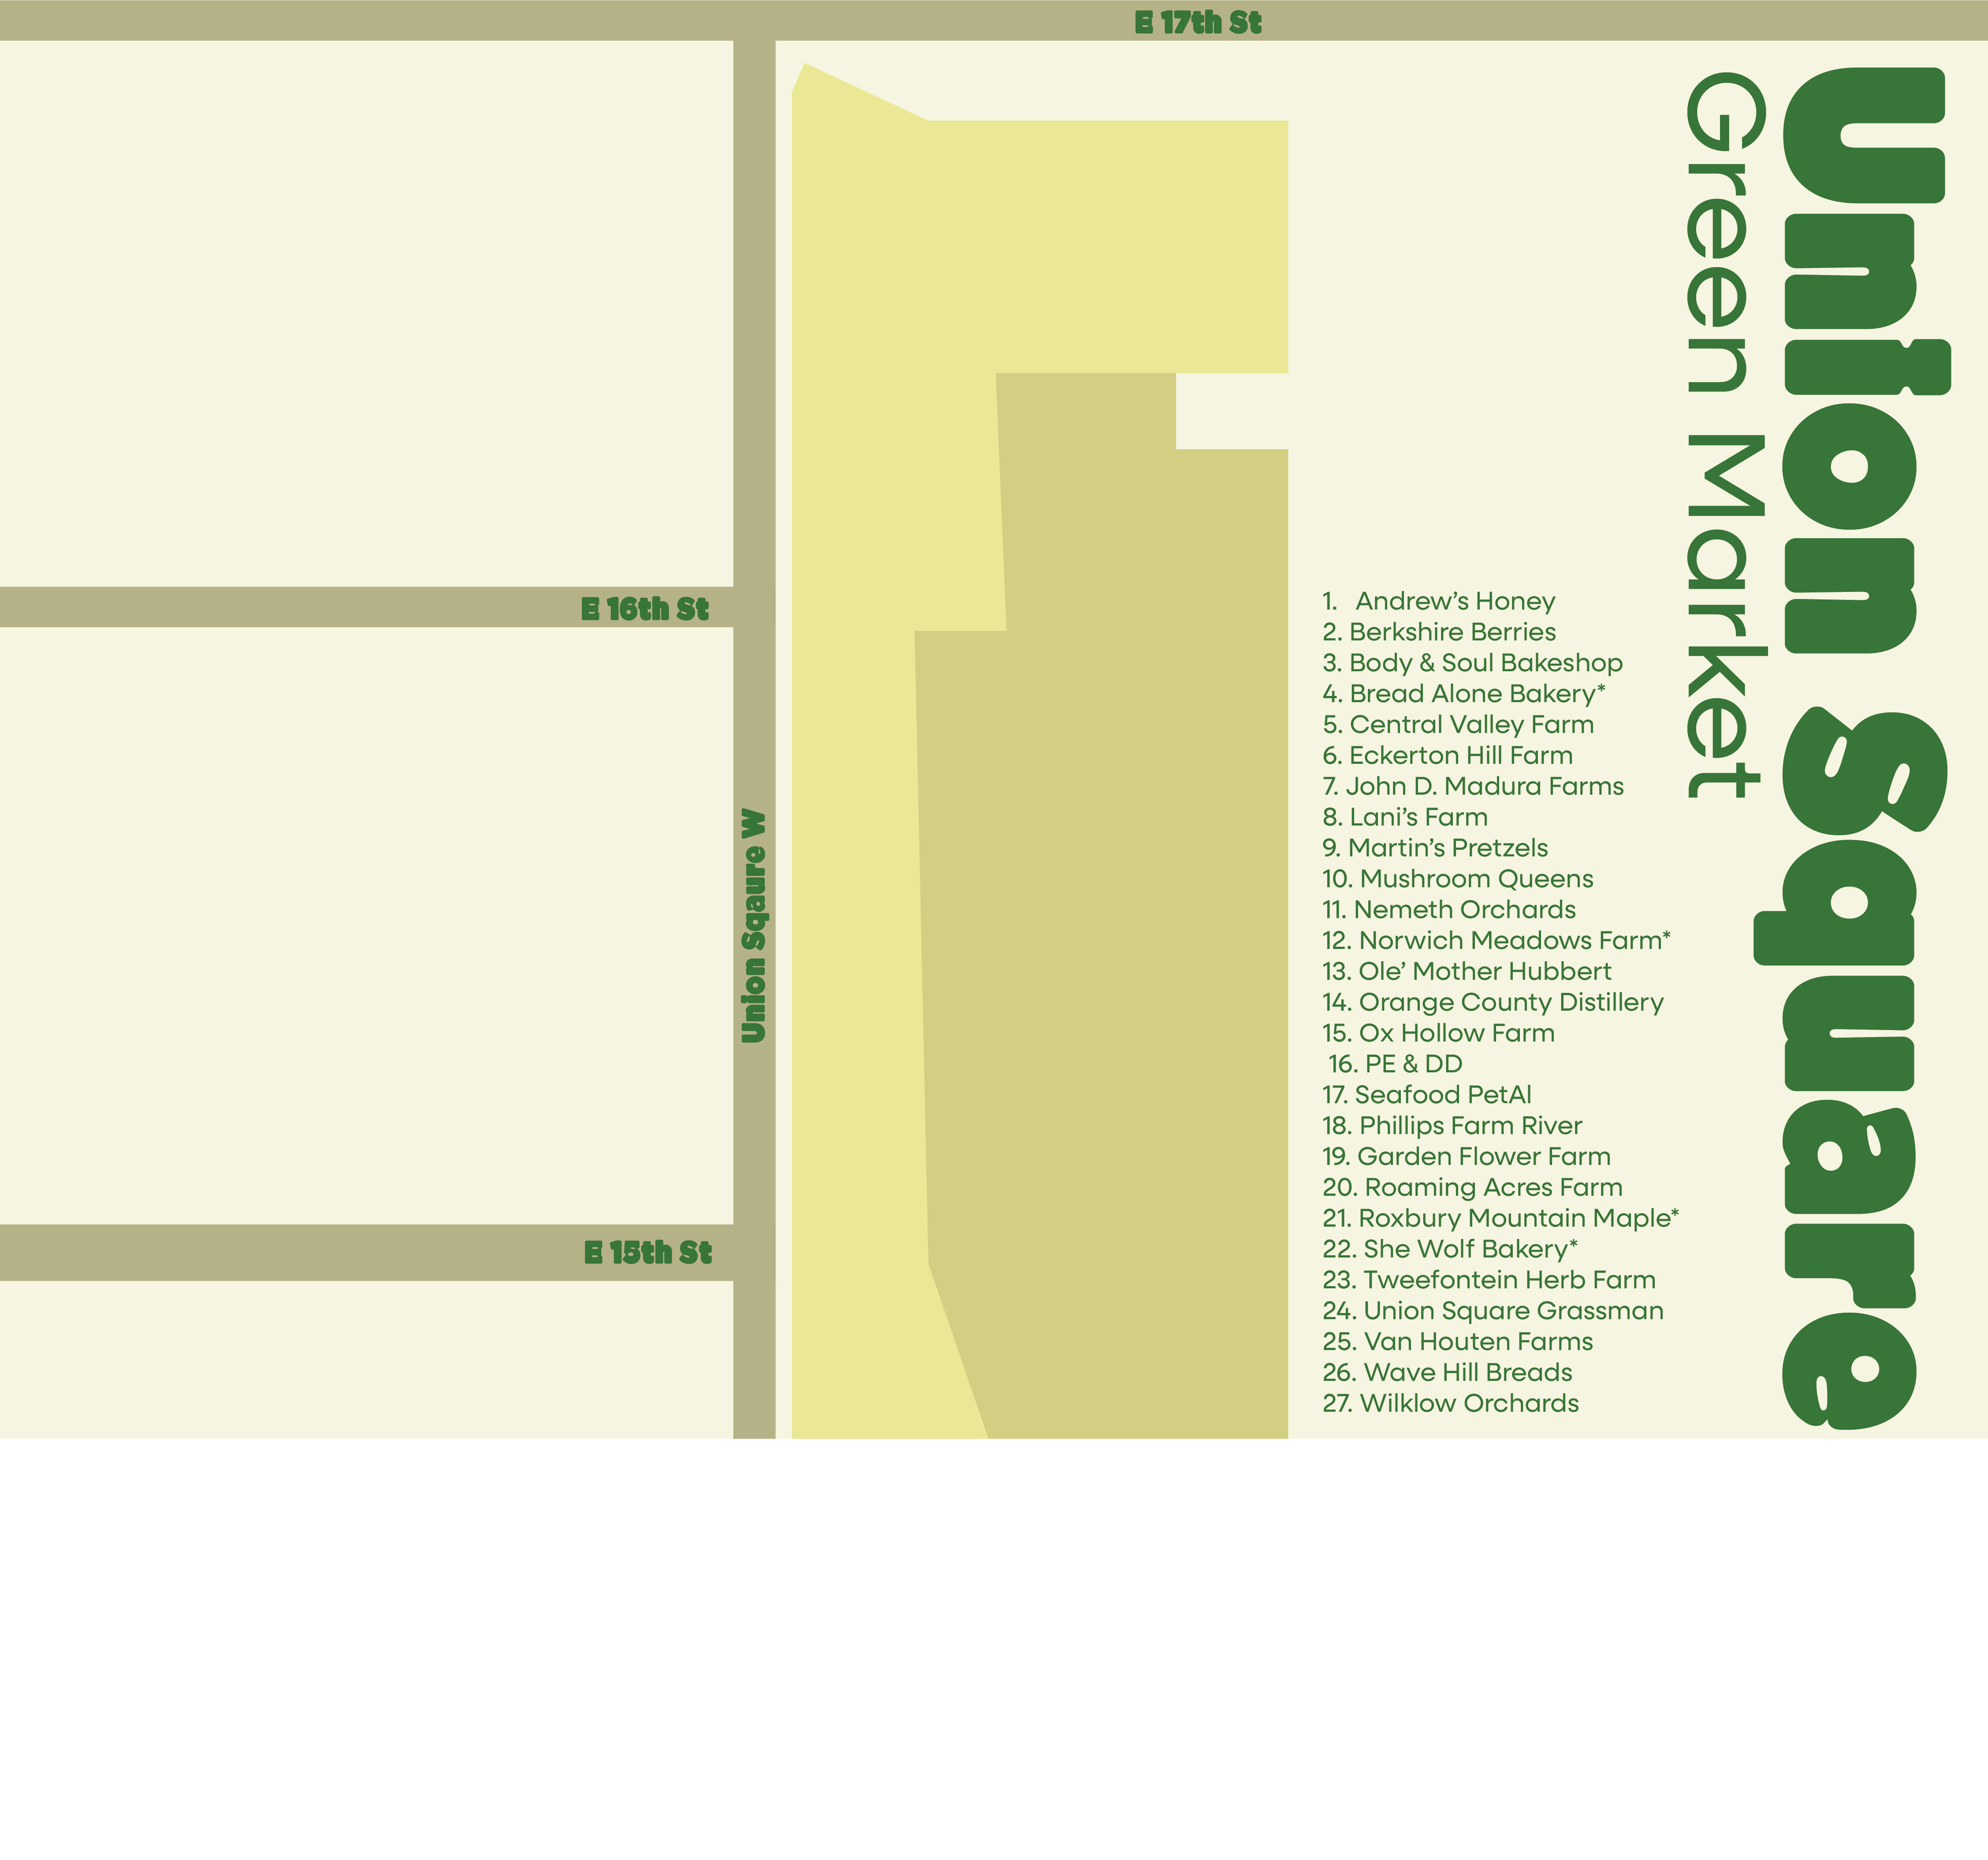 E 17th St
Union Square
Green Market
E 16th St
Union Sqaure W
E 15th St
1. Andrew’s Honey
2. Berkshire Berries
3. Body & Soul Bakeshop
4. Bread Alone Bakery*
5. Central Valley Farm
6. Eckerton Hill Farm
7. John D. Madura Farms
8. Lani’s Farm
9. Martin’s Pretzels
10. Mushroom Queens
11. Nemeth Orchards
12. Norwich Meadows Farm*
13. Ole’ Mother Hubbert
14. Orange County Distillery
15. Ox Hollow Farm
16. PE & DD
17. Seafood PetAl
18. Phillips Farm River
19. Garden Flower Farm
20. Roaming Acres Farm
21. Roxbury Mountain Maple*
22. She Wolf Bakery*
23. Tweefontein Herb Farm
24. Union Square Grassman
25. Van Houten Farms
26. Wave Hill Breads
27. Wilklow Orchards